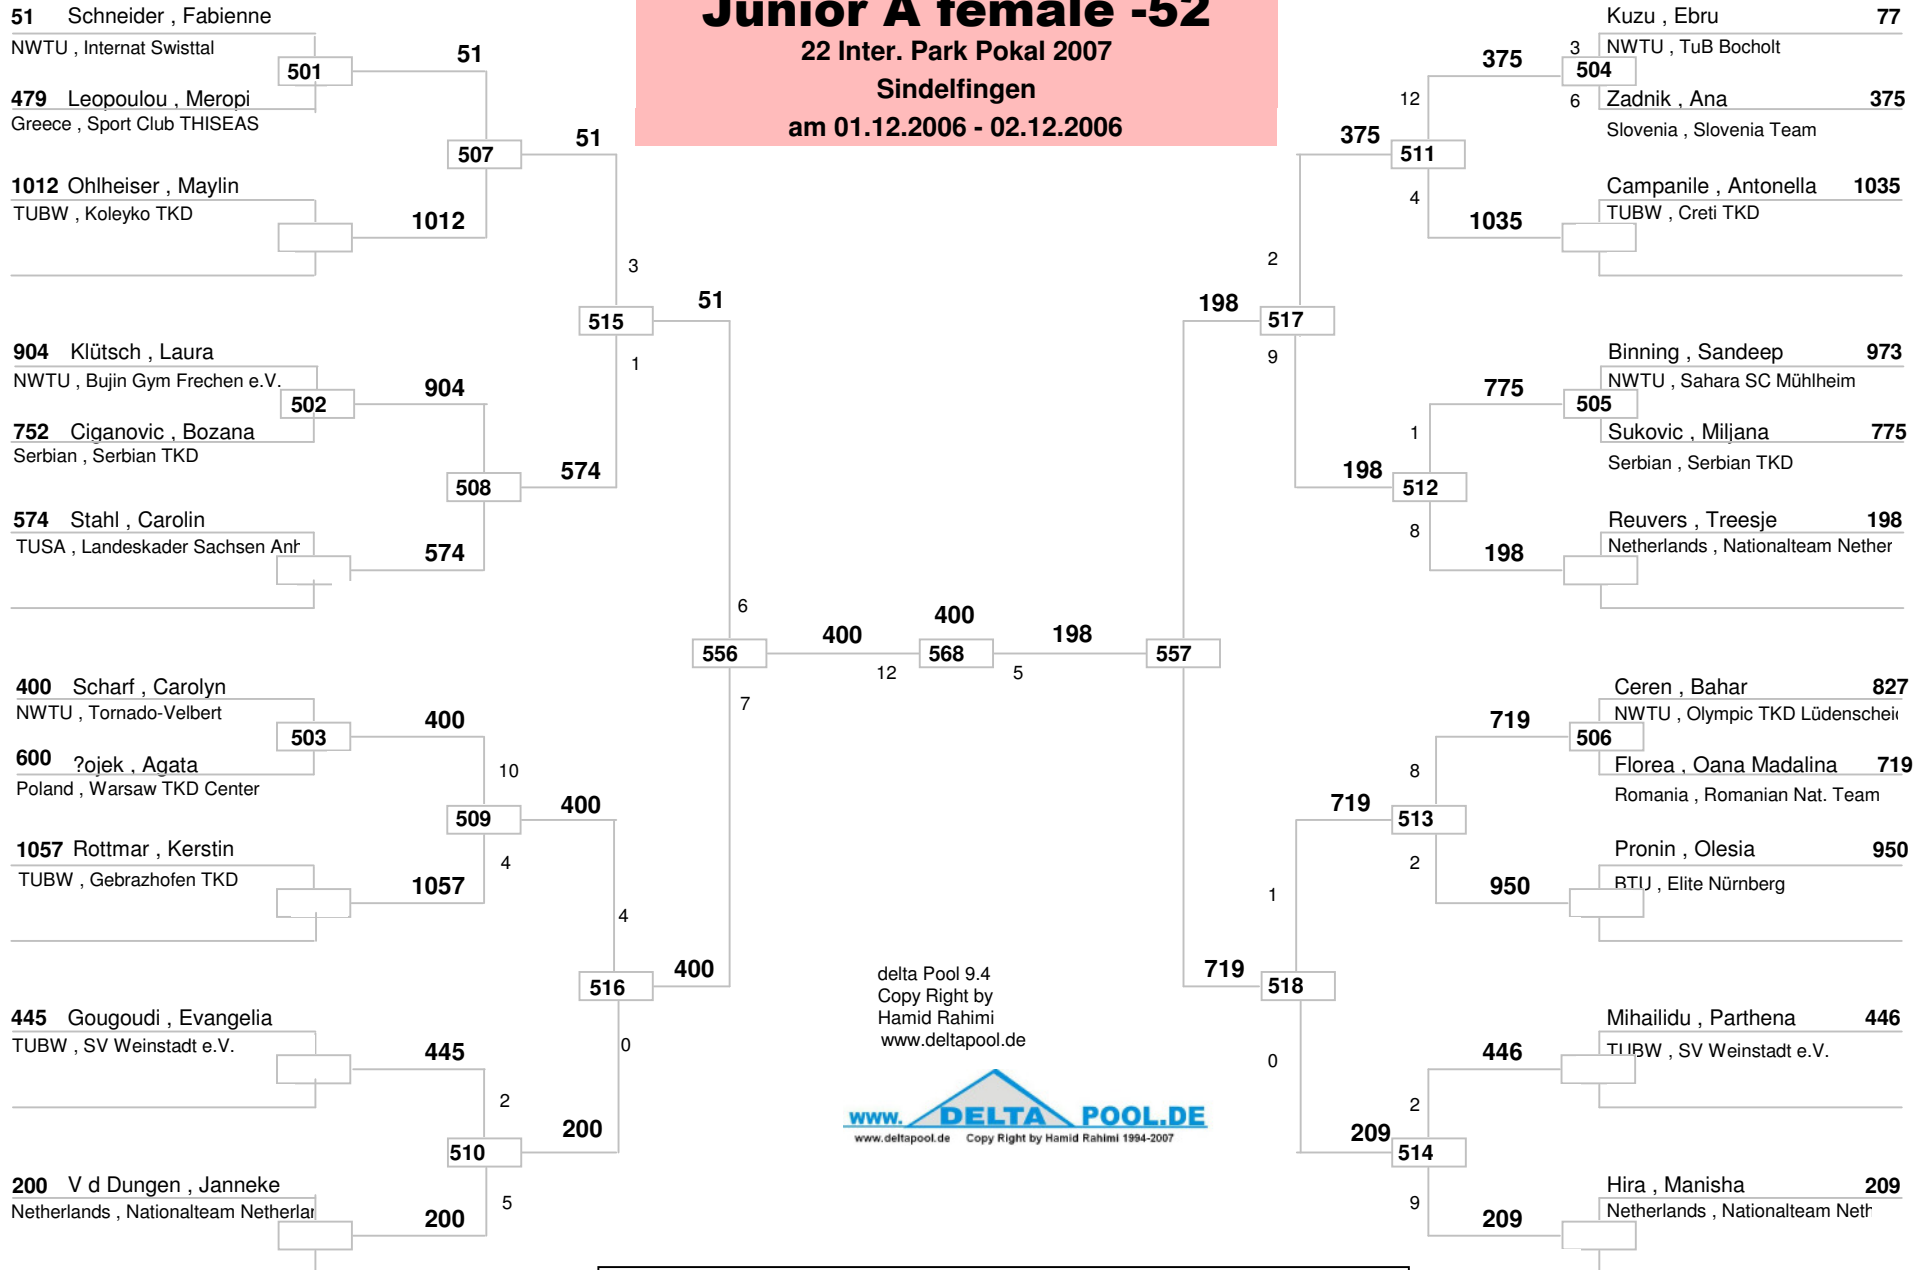 Junior A female -52
22 Inter. Park Pokal 2007
Sindelfingen
am 01.12.2006 - 02.12.2006
51 Schneider , Fabienne
NWTU , Internat Swisttal
501
51
479 Leopoulou , Meropi
Greece , Sport Club THISEAS
507
51
1012 Ohlheiser , Maylin
TUBW , Koleyko TKD
1012
3
515
51
1
904 Klütsch , Laura
NWTU , Bujin Gym Frechen e.V.
502
904
752 Ciganovic , Bozana
Serbian , Serbian TKD
508
574
574 Stahl , Carolin
TUSA , Landeskader Sachsen Anh
574
6
556
400
7
12
568
400
5
198
557
400 Scharf , Carolyn
NWTU , Tornado-Velbert
503
400
600 ?ojek , Agata
Poland , Warsaw TKD Center
10
509
400
4
1057 Rottmar , Kerstin
TUBW , Gebrazhofen TKD
1057
4
516
400
0
445 Gougoudi , Evangelia
TUBW , SV Weinstadt e.V.
445
2
510
200
5
200 V d Dungen , Janneke
Netherlands , Nationalteam Netherlar
200
Kuzu , Ebru 77
NWTU , TuB Bocholt
3
504
375
6
Zadnik , Ana 375
Slovenia , Slovenia Team
12
511
375
4
Campanile , Antonella 1035
TUBW , Creti TKD
1035
2
517
198
9
Binning , Sandeep 973
NWTU , Sahara SC Mühlheim
505
775
Sukovic , Miljana 775
Serbian , Serbian TKD
1
512
198
8
Reuvers , Treesje 198
Netherlands , Nationalteam Nether
198
Ceren , Bahar 827
NWTU , Olympic TKD Lüdenscheic
506
719
Florea , Oana Madalina 719
Romania , Romanian Nat. Team
8
513
719
2
Pronin , Olesia 950
BTU , Elite Nürnberg
950
1
518
719
0
Mihailidu , Parthena 446
TUBW , SV Weinstadt e.V.
446
2
514
209
9
Hira , Manisha 209
Netherlands , Nationalteam Neth
209
delta Pool 9.4
Copy Right by
Hamid Rahimi
www.deltapool.de
www. DELTA POOL.DE
www.deltapool.de Copy Right by Hamid Rahimi 1994-2007